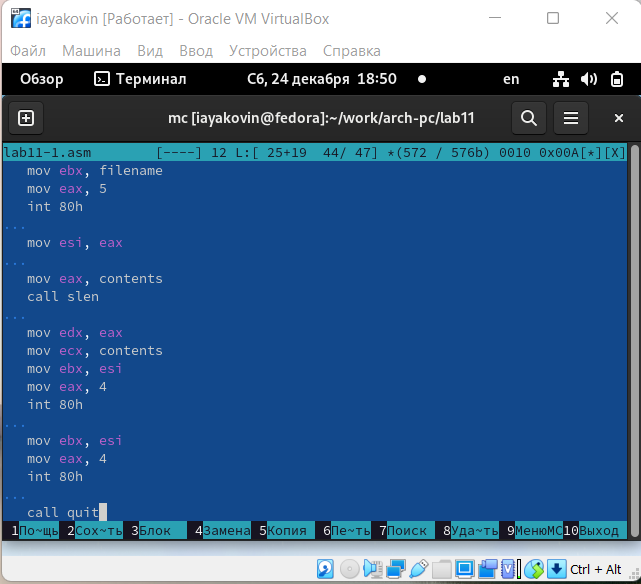 iayakovin [Работает] - Oracle VM VirtualBox
Файл Машина Вид Ввод Устройства Справка
Обзор Терминал Сб, 24 декабря 18:50 en
mc [iayakovin@fedora]:~/work/arch-pc/lab11
lab11-1.asm [----] 12 L:[ 25+19 44/ 47] *(572 / 576b) 0010 0x00A[*][X]
mov ebx, filename
mov eax, 5
int 80h
...
mov esi, eax
...
mov eax, contents
call slen
...
mov edx, eax
mov ecx, contents
mov ebx, esi
mov eax, 4
int 80h
...
mov ebx, esi
mov eax, 4
int 80h
...
call quit
1По~щь 2Сох~ть 3Блок 4Замена 5Копия 6Пе~ть 7Поиск 8Уда~ть 9МенюMC 10Выход
Ctrl + Alt